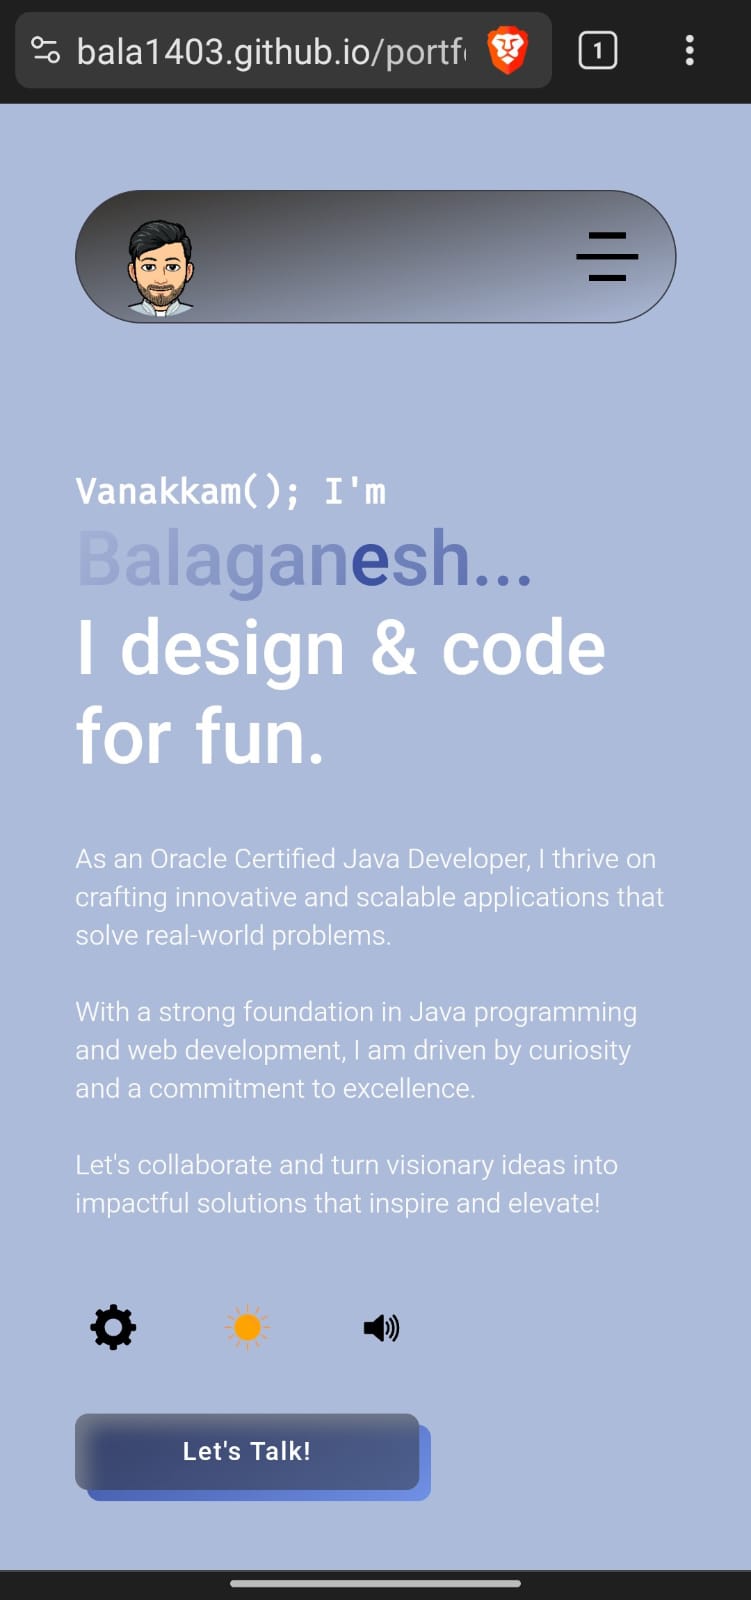 bala1403.github.io/portf
1
Vanakkam(); I'm
Balaganesh...
I design & code
for fun.
As an Oracle Certified Java Developer, I thrive on
crafting innovative and scalable applications that
solve real-world problems.
With a strong foundation in Java programming
and web development, I am driven by curiosity
and a commitment to excellence.
Let's collaborate and turn visionary ideas into
impactful solutions that inspire and elevate!
Let's Talk!